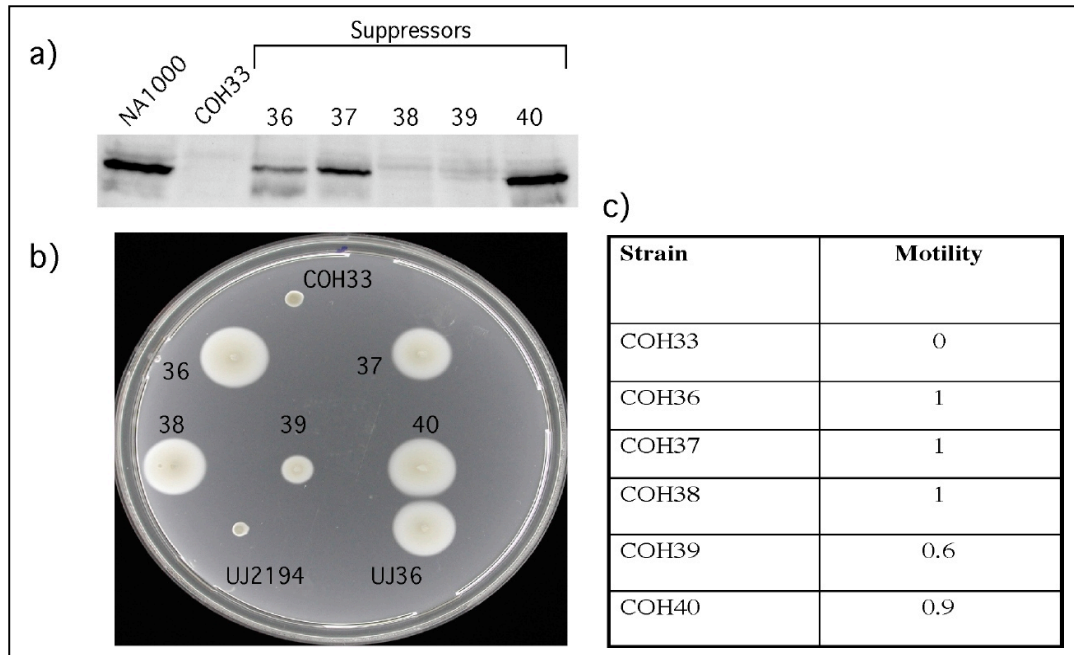 Suppressors
a)
NA1000 COH33 36 37 38 39 40
b)
COH33
36 37
38 39 40
UJ2194 UJ36
c)
Strain Motility
COH33 0
COH36 1
COH37 1
COH38 1
COH39 0.6
COH40 0.9